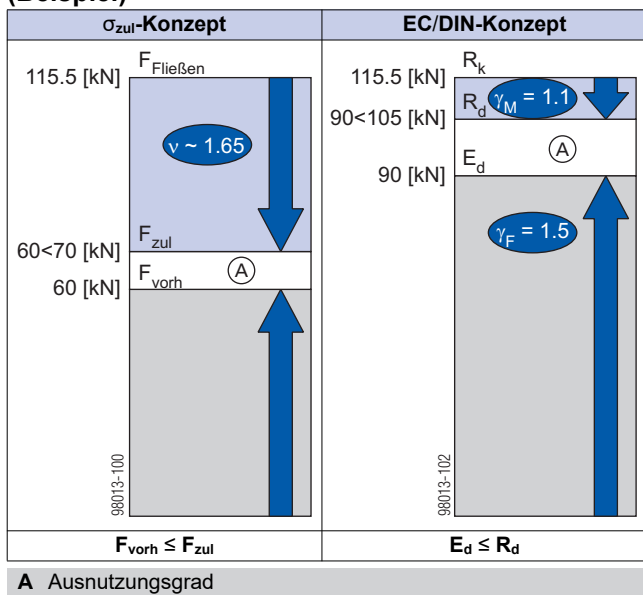 (Beispiel)
σzul-Konzept
EC/DIN-Konzept
FFließen
115.5 [kN]
ν ~ 1.65
Fzul
60<70 [kN]
Fvorh
A
60 [kN]
98013-100
Rk
115.5 [kN]
Rd
γM = 1.1
90<105 [kN]
A
Ed
90 [kN]
γF = 1.5
98013-102
Fvorh ≤ Fzul
Ed ≤ Rd
A Ausnutzungsgrad